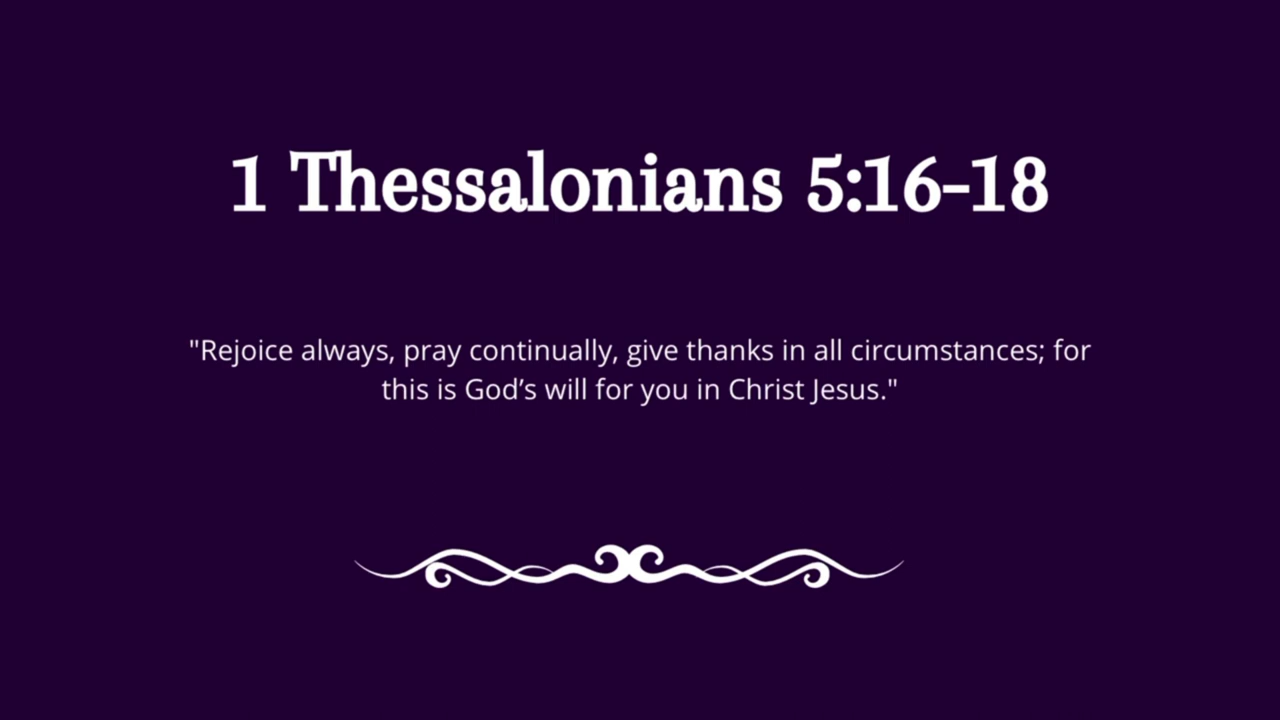 1 Thessalonians 5:16-18
"Rejoice always, pray continually, give thanks in all circumstances; for
this is God’s will for you in Christ Jesus."